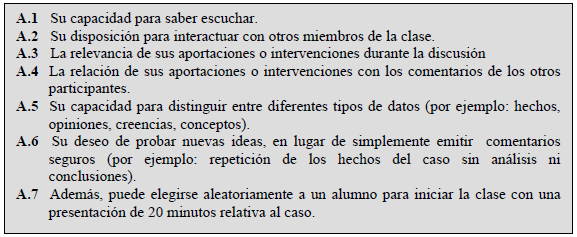 A.1 Su capacidad para saber escuchar.
A.2 Su disposición para interactuar con otros miembros de la clase.
A.3 La relevancia de sus aportaciones o intervenciones durante la discusión
A.4 La relación de sus aportaciones o intervenciones con los comentarios de los otros
participantes.
A.5 Su capacidad para distinguir entre diferentes tipos de datos (por ejemplo: hechos,
opiniones, creencias, conceptos).
A.6 Su deseo de probar nuevas ideas, en lugar de simplemente emitir comentarios
seguros (por ejemplo: repetición de los hechos del caso sin análisis ni
conclusiones).
A.7 Además, puede elegirse aleatoriamente a un alumno para iniciar la clase con una
presentación de 20 minutos relativa al caso.